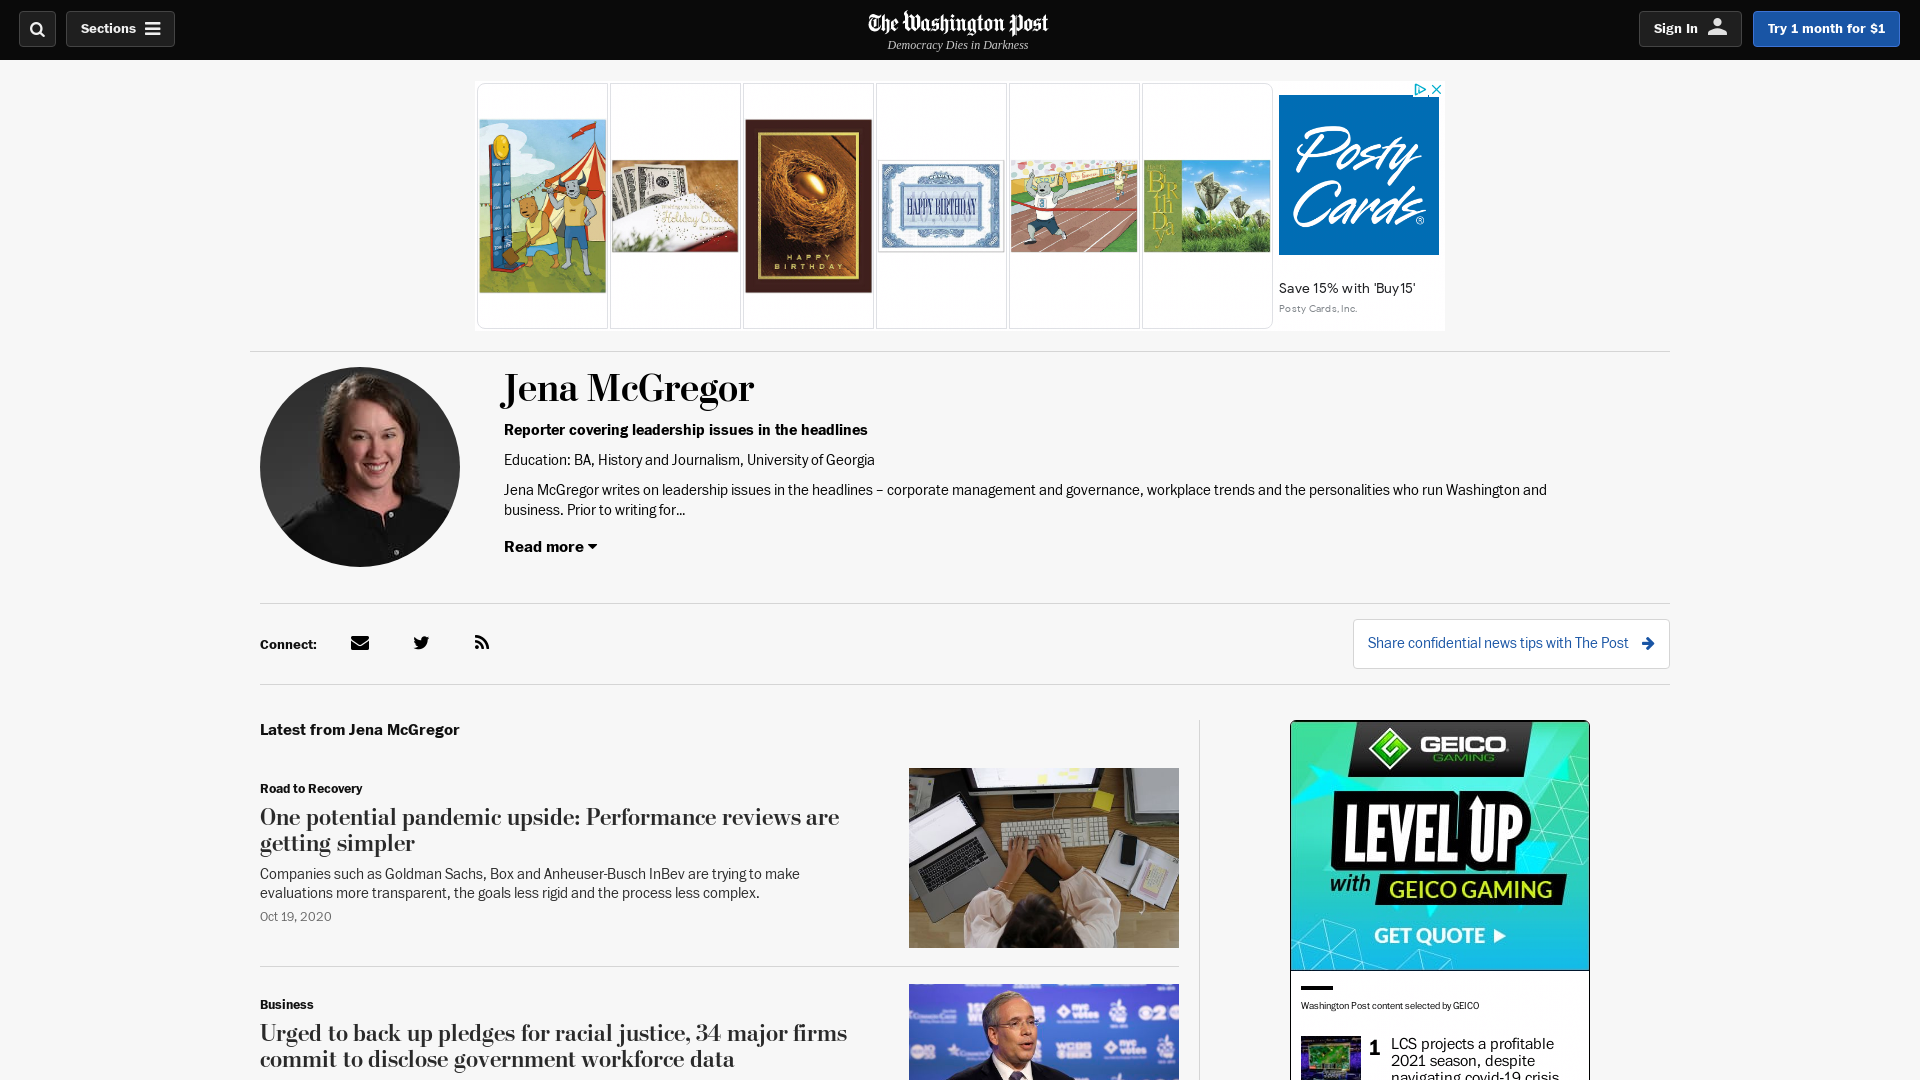 Sections
The Washington Post
Democracy Dies in Darkness
Sign In
Try 1 month for $1
Holiday Cheer
HAPPY
BIRTHDAY
HAPPY BIRTHDAY
BIRthDay
Posty
Cards®
Save 15% with 'Buy15'
Posty Cards, Inc.
Jena McGregor
Reporter covering leadership issues in the headlines
Education: BA, History and Journalism, University of Georgia
Jena McGregor writes on leadership issues in the headlines – corporate management and governance, workplace trends and the personalities who run Washington and
business. Prior to writing for...
Read more
Connect:
Share confidential news tips with The Post
Latest from Jena McGregor
Road to Recovery
One potential pandemic upside: Performance reviews are
getting simpler
Companies such as Goldman Sachs, Box and Anheuser-Busch InBev are trying to make
evaluations more transparent, the goals less rigid and the process less complex.
Oct 19, 2020
Business
Urged to back up pledges for racial justice, 34 major firms
commit to disclose government workforce data
nyc
votes
GEICO
GAMING
LEVEL UP
with GEICO GAMING
GET QUOTE
Washington Post content selected by GEICO
1 LCS projects a profitable
2021 season, despite
navigating covid-19 crisis